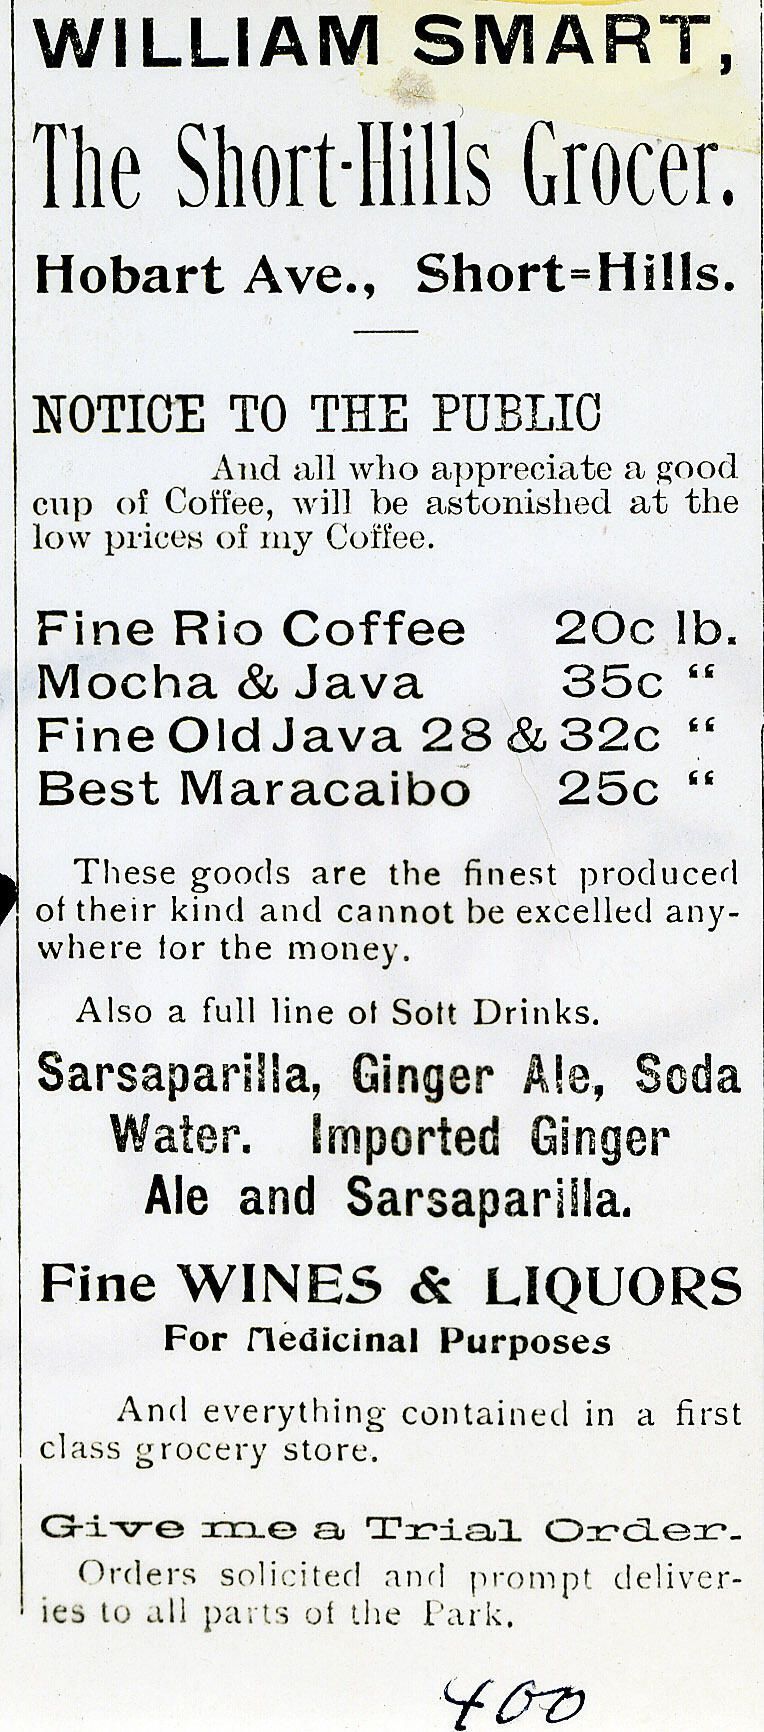 WILLIAM SMART,
The Short-Hills Grocer.
Hobart Ave., Short=Hills.
NOTICE TO THE PUBLIC
And all who appreciate a good
cup of Coffee, will be astonished at the
low prices of my Coffee.
Fine Rio Coffee 20c lb.
Mocha & Java 35c “
Fine Old Java 28 & 32c “
Best Maracaibo 25c “
These goods are the finest produced
of their kind and cannot be excelled any-
where for the money.
Also a full line of Soft Drinks.
Sarsaparilla, Ginger Ale, Soda
Water. Imported Ginger
Ale and Sarsaparilla.
Fine WINES & LIQUORS
For Medicinal Purposes
And everything contained in a first
class grocery store.
Give me a Trial Order.
Orders solicited and prompt deliver-
ies to all parts of the Park.
400